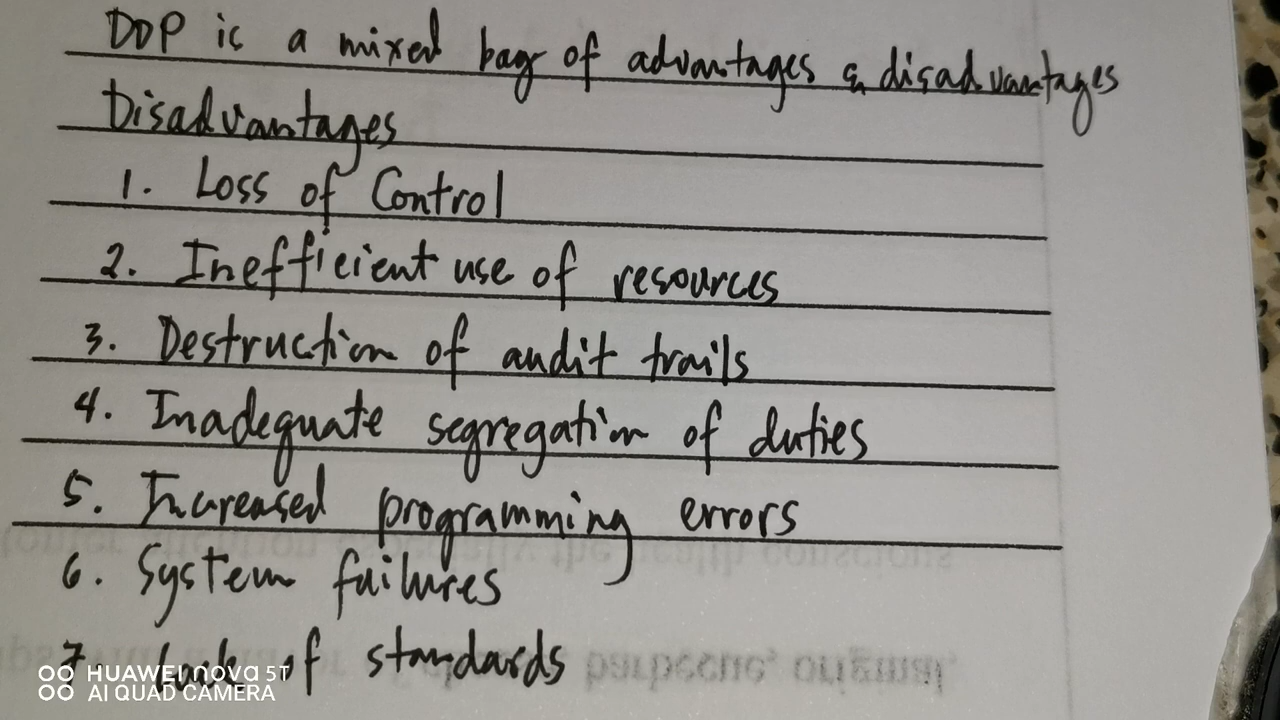 DDP is a mixed bag of advantages & disadvantages
Disadvantages
1. Loss of Control
2. Inefficient use of resources
3. Destruction of audit trails
4. Inadequate segregation of duties
5. Increased programming errors
6. System failures
7. Lack of standards
HUAWEI nova 5T
AI QUAD CAMERA